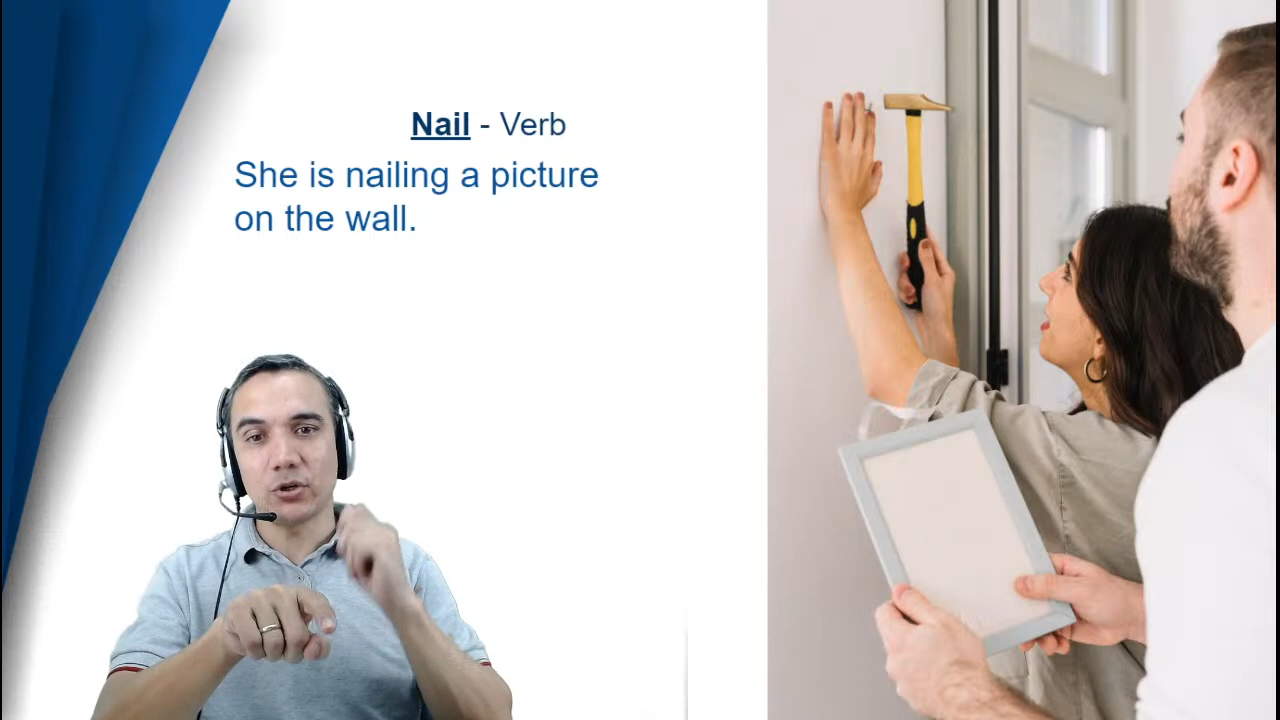 Nail - Verb
She is nailing a picture
on the wall.